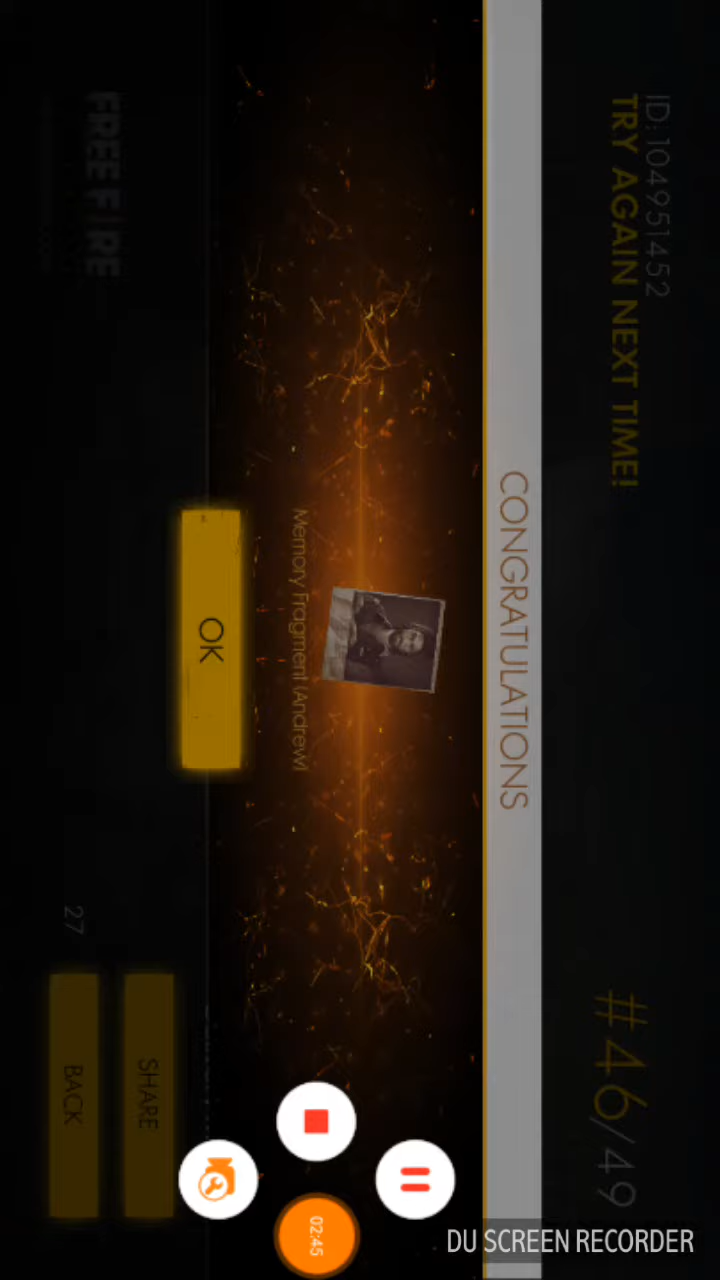 ID:104951452
TRY AGAIN NEXT TIME!
#46/49
CONGRATULATIONS
Memory Fragment (Andrew)
OK
FREE FIRE
27
SHARE
BACK
02:45
DU SCREEN RECORDER